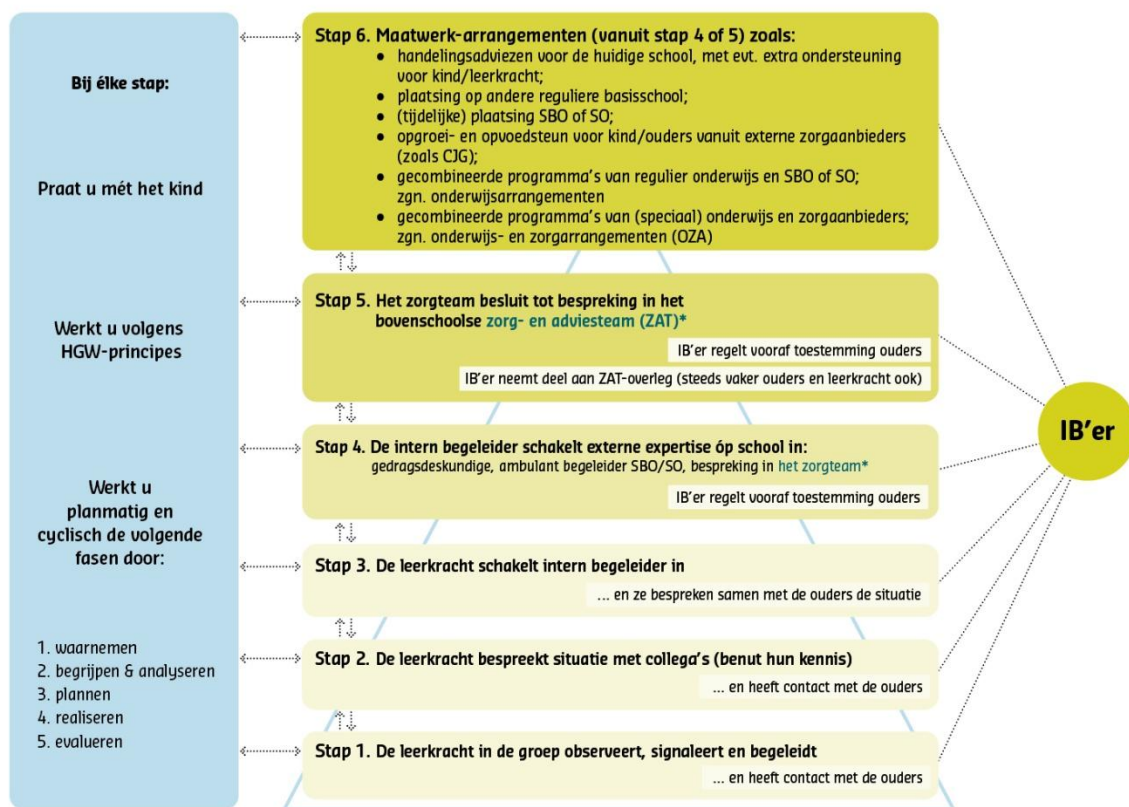 Bij élke stap:
Praat u mét het kind
Werkt u volgens
HGW-principes
Werkt u
planmatig en
cyclisch de volgende
fasen door:
1. waarnemen
2. begrijpen & analyseren
3. plannen
4. realiseren
5. evalueren
Stap 6. Maatwerk-arrangementen (vanuit stap 4 of 5) zoals:
• handelingsadviezen voor de huidige school, met evt. extra ondersteuning
voor kind/leerkracht;
• plaatsing op andere reguliere basisschool;
• (tijdelijke) plaatsing SBO of SO;
• opgroei- en opvoedsteun voor kind/ouders vanuit externe zorgaanbieders
(zoals CJG);
• gecombineerde programma's van regulier onderwijs en SBO of SO;
zgn. onderwijsarrangementen
• gecombineerde programma's van (speciaal) onderwijs en zorgaanbieders;
zgn. onderwijs- en zorgarrangementen (OZA)
Stap 5. Het zorgteam besluit tot bespreking in het
bovenschoolse zorg- en adviesteam (ZAT)*
IB'er regelt vooraf toestemming ouders
IB'er neemt deel aan ZAT-overleg (steeds vaker ouders en leerkracht ook)
Stap 4. De intern begeleider schakelt externe expertise óp school in:
gedragsdeskundige, ambulant begeleider SBO/SO, bespreking in het zorgteam*
IB'er regelt vooraf toestemming ouders
Stap 3. De leerkracht schakelt intern begeleider in
... en ze bespreken samen met de ouders de situatie
Stap 2. De leerkracht bespreekt situatie met collega's (benut hun kennis)
... en heeft contact met de ouders
Stap 1. De leerkracht in de groep observeert, signaleert en begeleidt
... en heeft contact met de ouders
IB'er